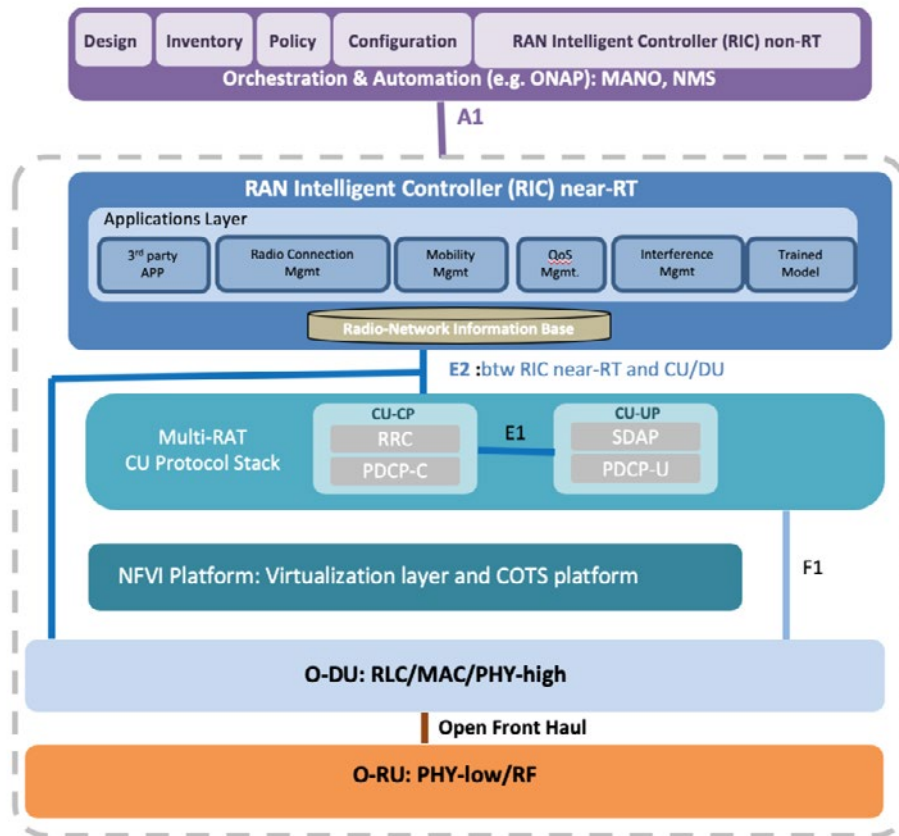 Design Inventory Policy Configuration RAN Intelligent Controller (RIC) non-RT
Orchestration & Automation (e.g. ONAP): MANO, NMS
A1
RAN Intelligent Controller (RIC) near-RT
Applications Layer
3rd party
APP
Radio Connection
Mgmt
Mobility
Mgmt
QoS
Mgmt.
Interference
Mgmt
Trained
Model
Radio-Network Information Base
E2 :btw RIC near-RT and CU/DU
Multi-RAT
CU Protocol Stack
CU-CP
RRC
PDCP-C
E1
CU-UP
SDAP
PDCP-U
NFVI Platform: Virtualization layer and COTS platform
F1
O-DU: RLC/MAC/PHY-high
Open Front Haul
O-RU: PHY-low/RF